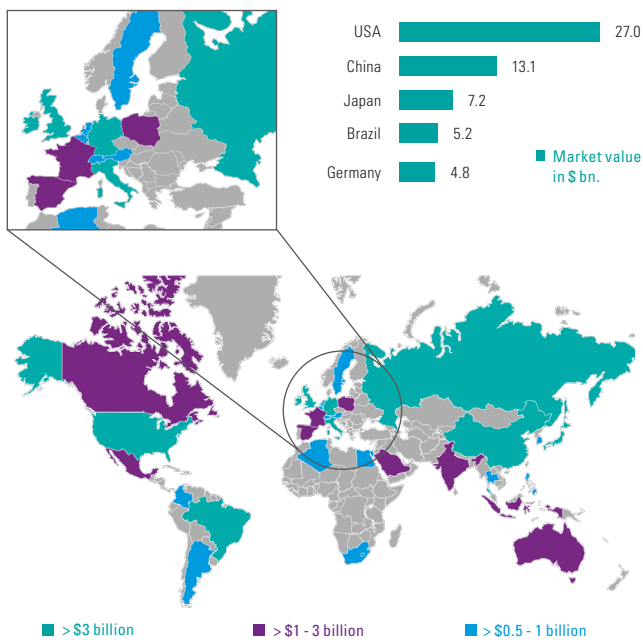 USA 27.0
China 13.1
Japan 7.2
Brazil 5.2
Germany 4.8
Market value
in $ bn.
> $3 billion
> $1 - 3 billion
> $0.5 - 1 billion